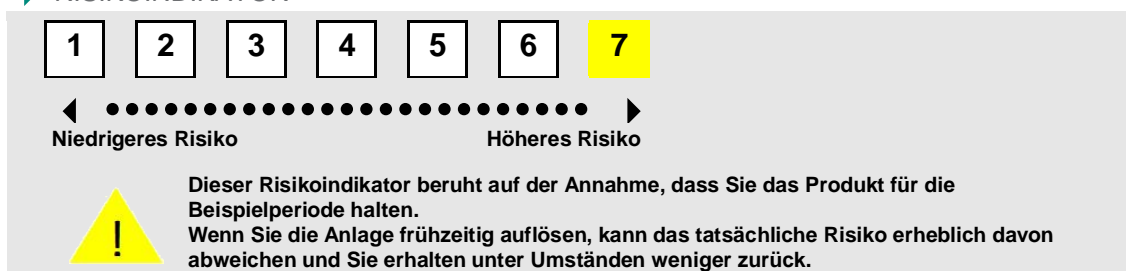 1 2 3 4 5 6 7
Niedrigeres Risiko Höheres Risiko
Dieser Risikoindikator beruht auf der Annahme, dass Sie das Produkt für die
Beispielperiode halten.
Wenn Sie die Anlage frühzeitig auflösen, kann das tatsächliche Risiko erheblich davon
abweichen und Sie erhalten unter Umständen weniger zurück.